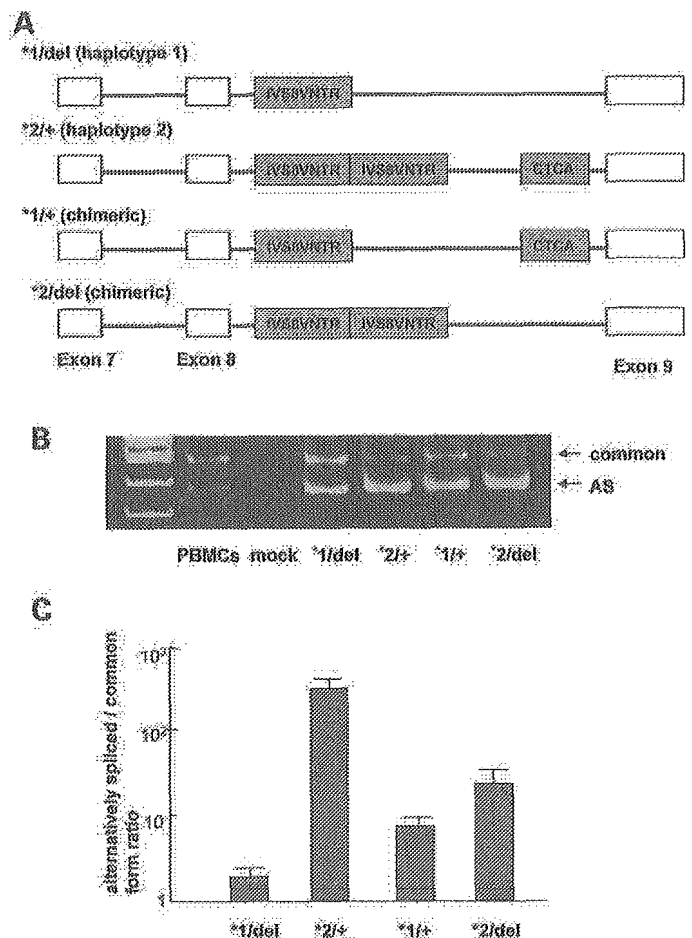 A
*1/del (haplotype 1)
IVS8VNTR
*2/+ (haplotype 2)
IVS8VNTR IVS8VNTR CTCA
*1/+ (chimeric)
IVS8VNTR CTCA
*2/del (chimeric)
IVS8VNTR IVS8VNTR
Exon 7 Exon 8 Exon 9
B
common
AS
PBMCs mock *1/del *2/+ *1/+ *2/del
C
alternatively spliced / common
form ratio
10³
10²
10
1
*1/del *2/+ *1/+ *2/del